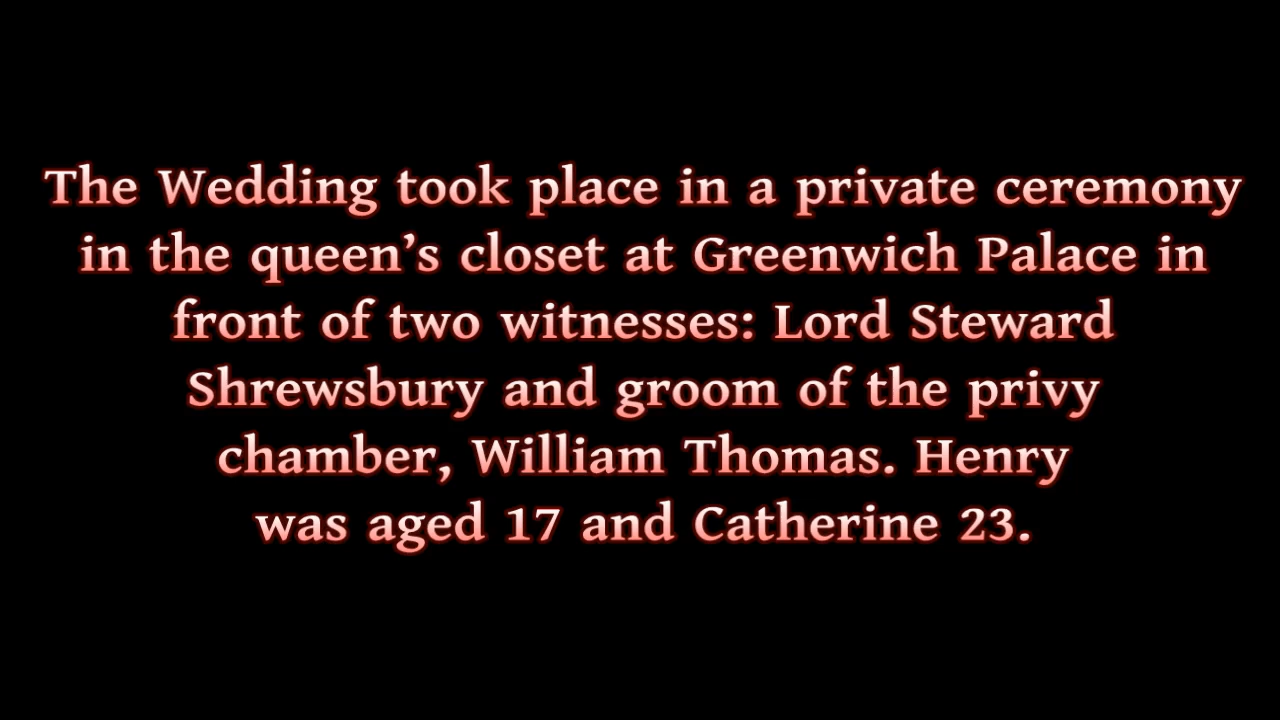 The Wedding took place in a private ceremony
in the queen’s closet at Greenwich Palace in
front of two witnesses: Lord Steward
Shrewsbury and groom of the privy
chamber, William Thomas. Henry
was aged 17 and Catherine 23.